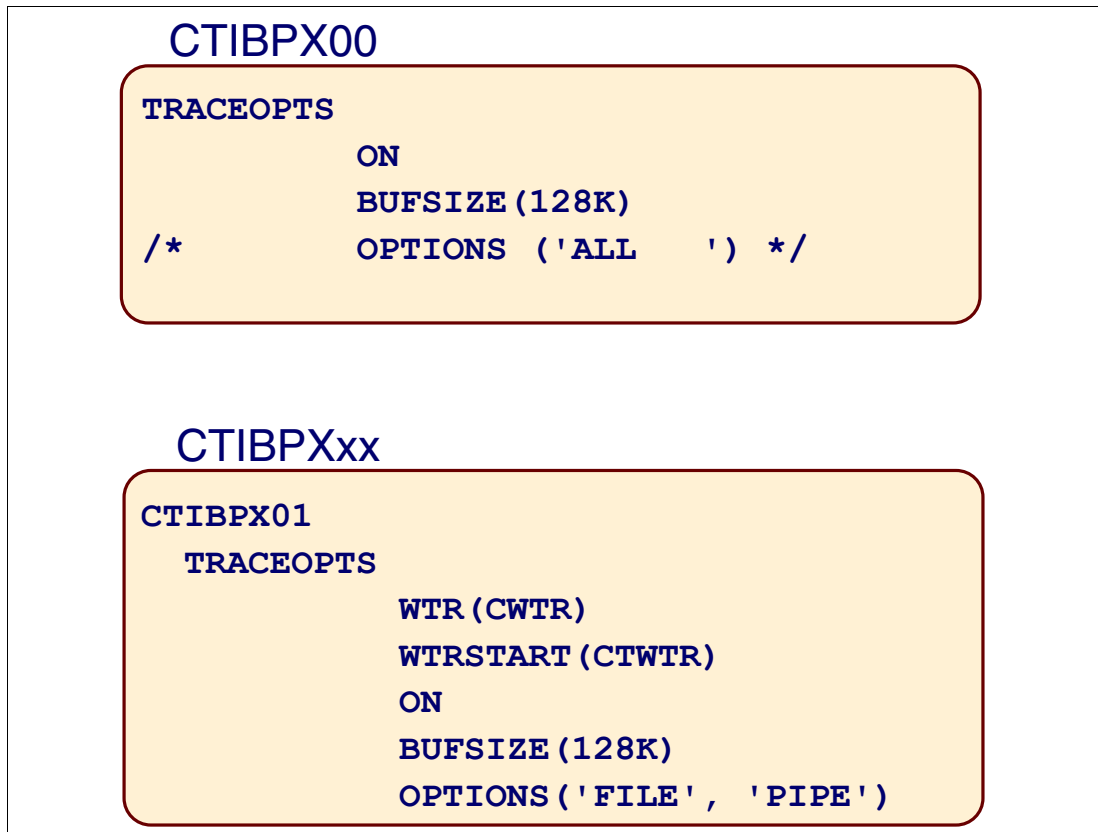 CTIBPX00
TRACEOPTS
ON
BUFSIZE(128K)
/* OPTIONS ('ALL ') */
CTIBPXxx
CTIBPX01
TRACEOPTS
WTR(CWTR)
WTRSTART(CTWTR)
ON
BUFSIZE(128K)
OPTIONS('FILE', 'PIPE')